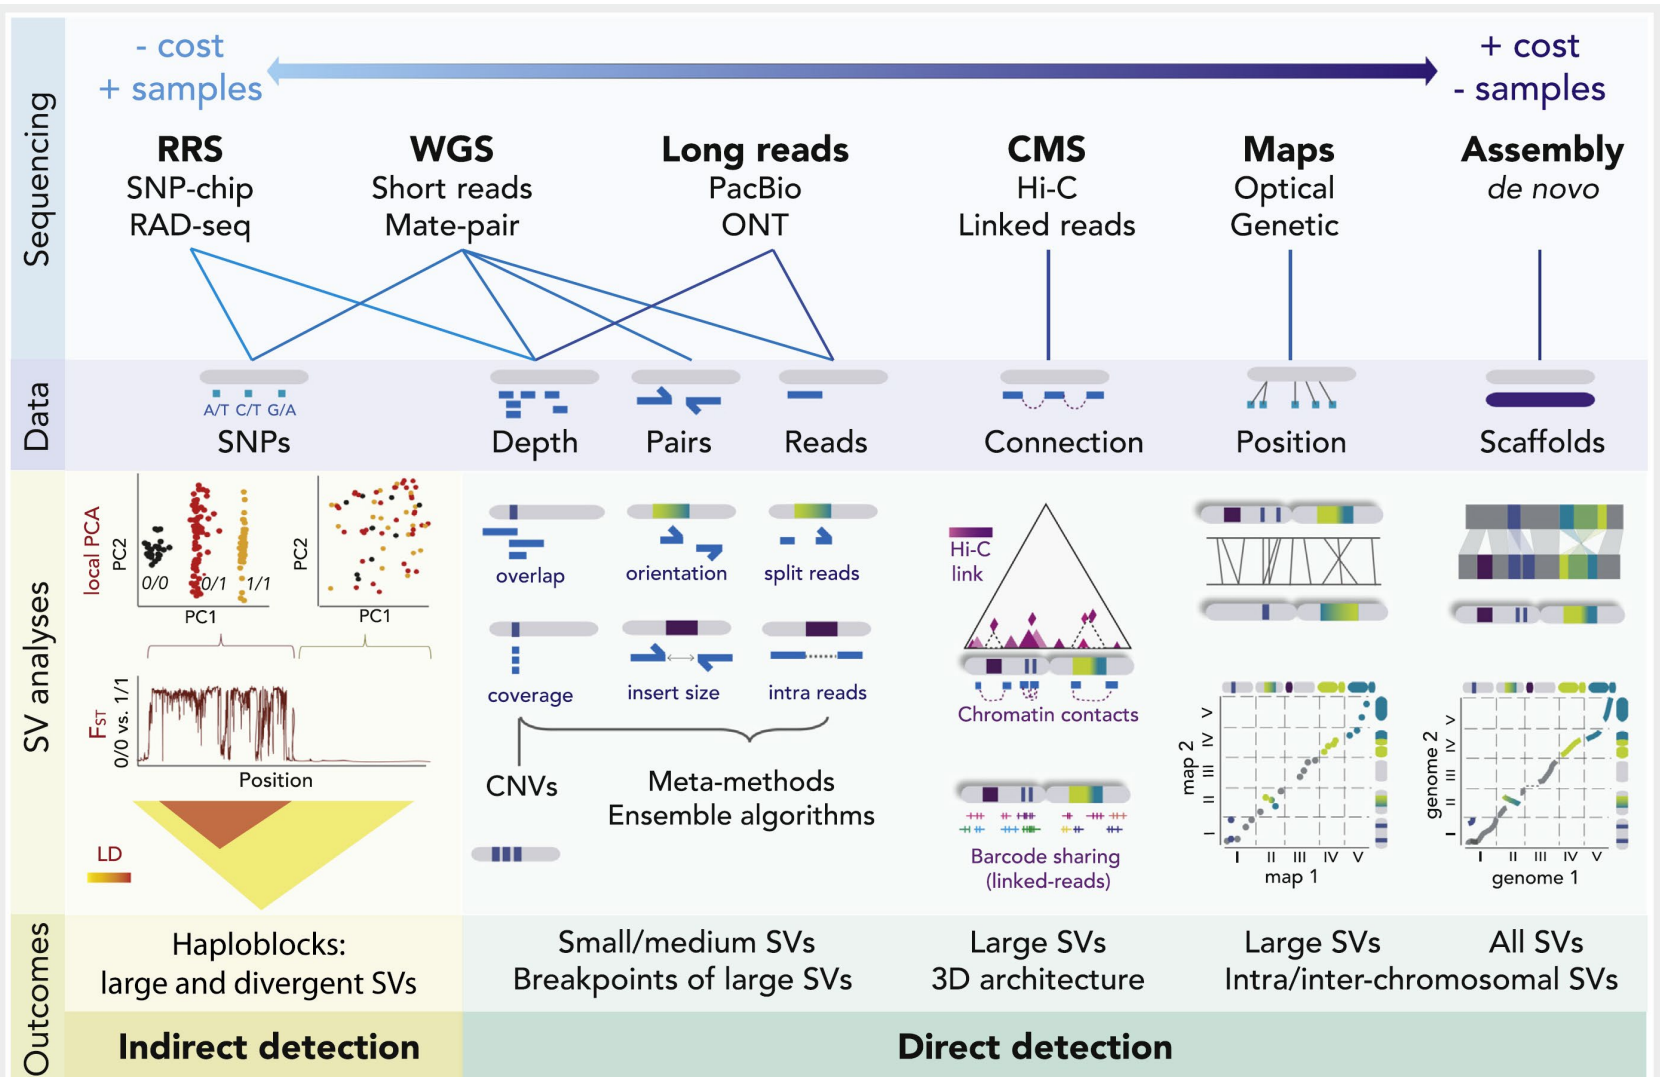 - cost
+ samples
+ cost
- samples
Sequencing
RRS
SNP-chip
RAD-seq
WGS
Short reads
Mate-pair
Long reads
PacBio
ONT
CMS
Hi-C
Linked reads
Maps
Optical
Genetic
Assembly
de novo
Data
A/T C/T G/A
SNPs
Depth
Pairs
Reads
Connection
Position
Scaffolds
SV analyses
local PCA
PC2
0/0
0/1
1/1
PC1
PC2
PC1
FST
0/0 vs. 1/1
Position
LD
overlap
orientation
split reads
coverage
insert size
intra reads
CNVs
Meta-methods
Ensemble algorithms
Hi-C
link
Chromatin contacts
Barcode sharing
(linked-reads)
map 2
V
IV
III
II
I
I II III IV V
map 1
genome 2
V
IV
III
II
I
I II III IV V
genome 1
Outcomes
Haploblocks:
large and divergent SVs
Small/medium SVs
Breakpoints of large SVs
Large SVs
3D architecture
Large SVs
All SVs
Intra/inter-chromosomal SVs
Indirect detection
Direct detection